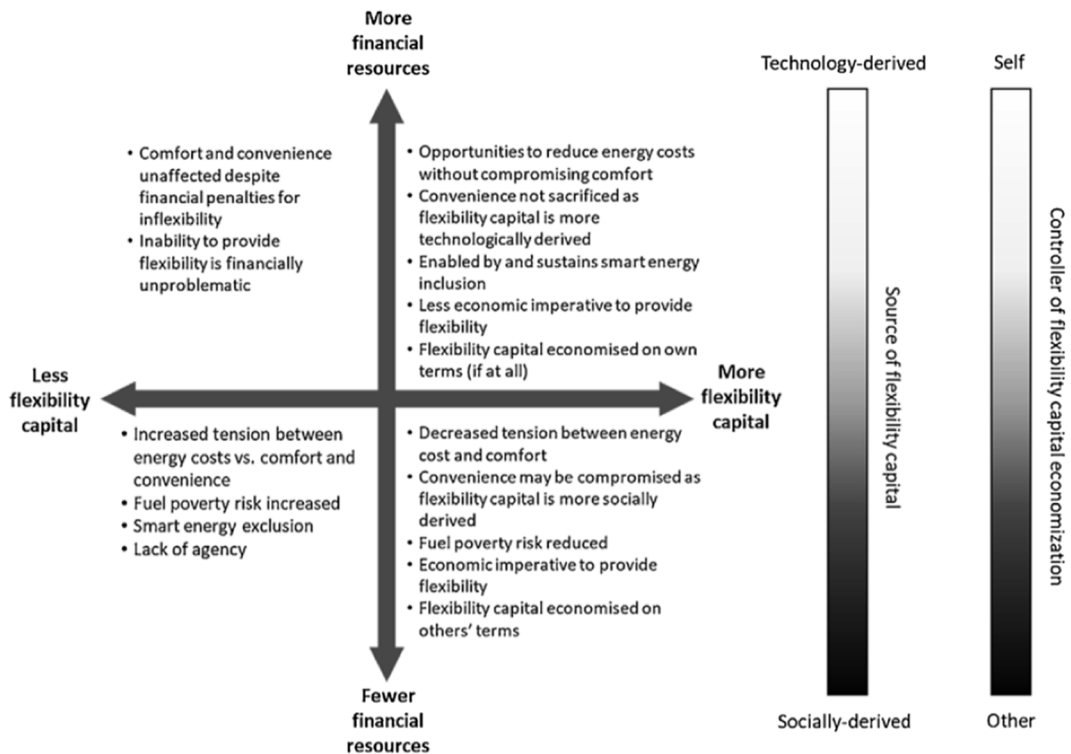 More
financial
resources
• Comfort and convenience
unaffected despite
financial penalties for
inflexibility
• Inability to provide
flexibility is financially
unproblematic
• Opportunities to reduce energy costs
without compromising comfort
• Convenience not sacrificed as
flexibility capital is more
technologically derived
• Enabled by and sustains smart energy
inclusion
• Less economic imperative to provide
flexibility
• Flexibility capital economised on own
terms (if at all)
Less
flexibility
capital
More
flexibility
capital
• Increased tension between
energy costs vs. comfort and
convenience
• Fuel poverty risk increased
• Smart energy exclusion
• Lack of agency
• Decreased tension between energy
cost and comfort
• Convenience may be compromised as
flexibility capital is more socially
derived
• Fuel poverty risk reduced
• Economic imperative to provide
flexibility
• Flexibility capital economised on
others' terms
Fewer
financial
resources
Technology-derived
Source of flexibility capital
Socially-derived
Self
Controller of flexibility capital economization
Other